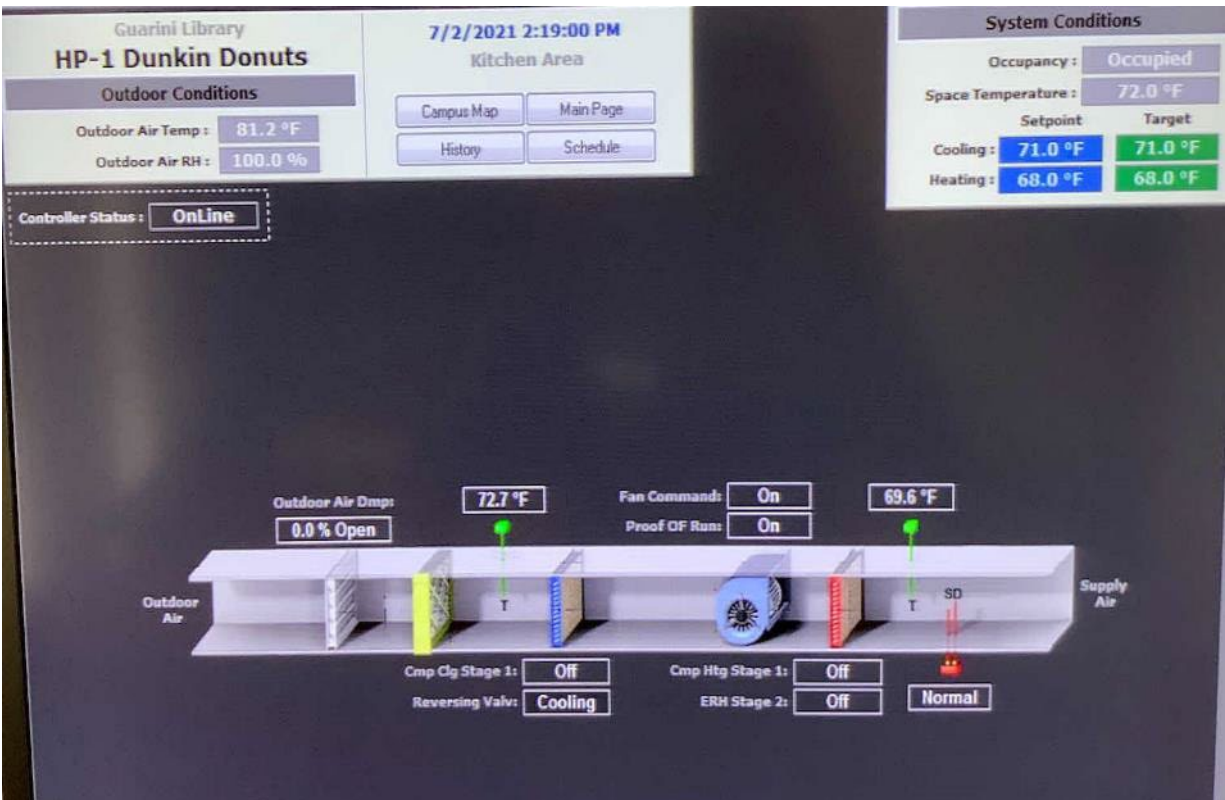 Guarini Library
HP-1 Dunkin Donuts
Outdoor Conditions
Outdoor Air Temp : 81.2 °F
Outdoor Air RH : 100.0 %
7/2/2021 2:19:00 PM
Kitchen Area
Campus Map Main Page
History Schedule
System Conditions
Occupancy : Occupied
Space Temperature : 72.0 °F
Setpoint Target
Cooling : 71.0 °F 71.0 °F
Heating : 68.0 °F 68.0 °F
Controller Status : OnLine
Outdoor Air Dmp:
0.0 % Open
72.7 °F
Fan Command: On
Proof OF Run: On
69.6 °F
Outdoor
Air
T
T
SD
Supply
Air
Cmp Clg Stage 1: Off
Reversing Valv: Cooling
Cmp Htg Stage 1: Off
ERH Stage 2: Off
Normal